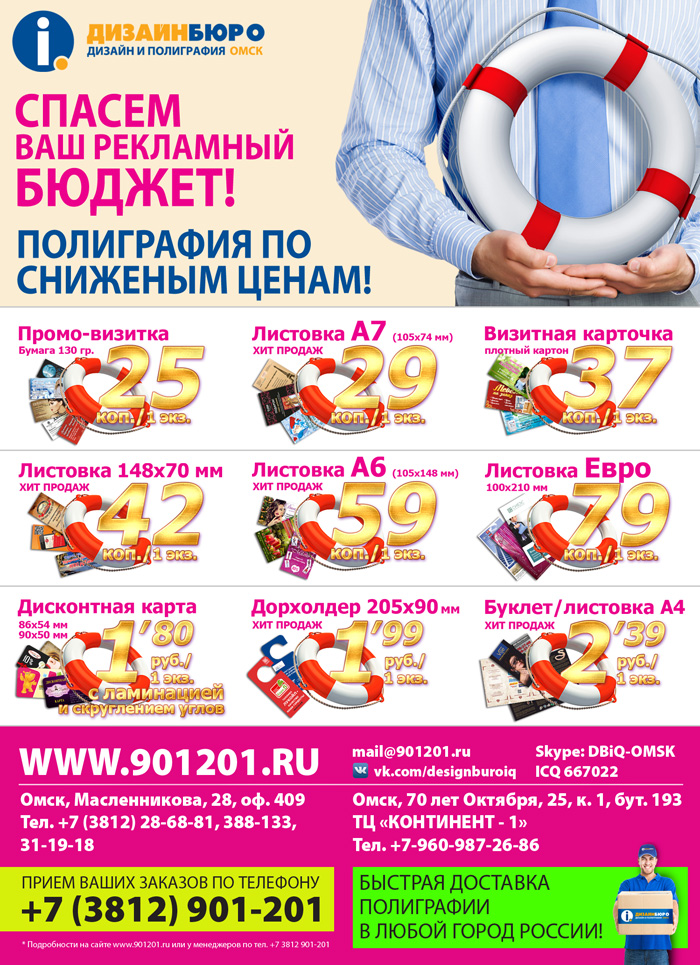 i.
ДИЗАЙНБЮРО
ДИЗАЙН И ПОЛИГРАФИЯ ОМСК
СПАСЕМ
ВАШ РЕКЛАМНЫЙ
БЮДЖЕТ!
ПОЛИГРАФИЯ ПО
СНИЖЕНЫМ ЦЕНАМ!
Промо-визитка
Бумага 130 гр.
25
КОП./1 экз.
Листовка А7 (105х74 мм)
ХИТ ПРОДАЖ
29
КОП./1 экз.
Визитная карточка
плотный картон
37
КОП./1 экз.
Листовка 148х70 мм
ХИТ ПРОДАЖ
42
КОП./1 экз.
Листовка А6 (105х148 мм)
ХИТ ПРОДАЖ
59
КОП./1 экз.
Листовка Евро
100х210 мм
79
КОП./1 экз.
Дисконтная карта
86х54 мм
90х50 мм
1’80
руб./
1 экз.
с ламинацией
и скруглением углов
Дорхолдер 205х90 мм
ХИТ ПРОДАЖ
1’99
руб./
1 экз.
Буклет/листовка А4
ХИТ ПРОДАЖ
2’39
руб./
1 экз.
WWW.901201.RU
mail@901201.ru
vk.com/designburoiq
Skype: DBiQ-OMSK
ICQ 667022
Омск, Масленникова, 28, оф. 409
Тел. +7 (3812) 28-68-81, 388-133,
31-19-18
Омск, 70 лет Октября, 25, к. 1, бут. 193
ТЦ «КОНТИНЕНТ - 1»
Тел. +7-960-987-26-86
ПРИЕМ ВАШИХ ЗАКАЗОВ ПО ТЕЛЕФОНУ
+7 (3812) 901-201
БЫСТРАЯ ДОСТАВКА
ПОЛИГРАФИИ
В ЛЮБОЙ ГОРОД РОССИИ!
i.
ДИЗАЙНБЮРО
* Подробности на сайте www.901201.ru или у менеджеров по тел. +7 3812 901-201